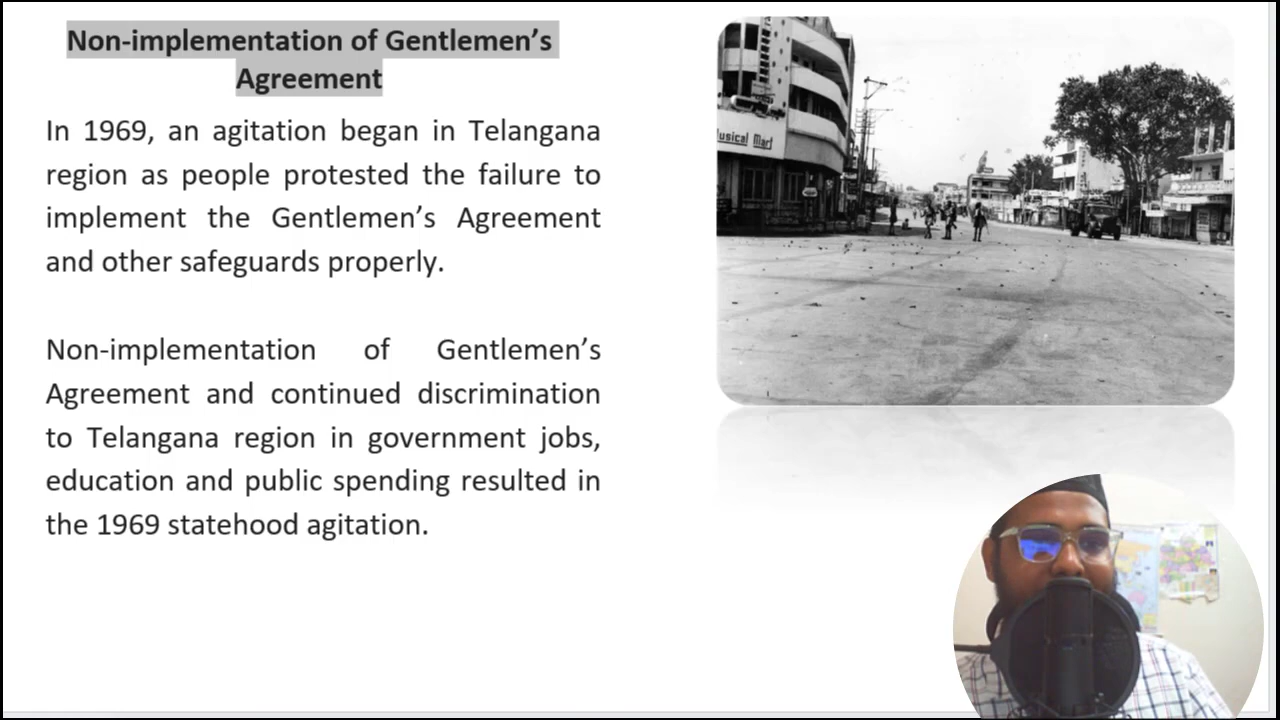 Non-implementation of Gentlemen’s
Agreement
In 1969, an agitation began in Telangana
region as people protested the failure to
implement the Gentlemen’s Agreement
and other safeguards properly.
Non-implementation of Gentlemen’s
Agreement and continued discrimination
to Telangana region in government jobs,
education and public spending resulted in
the 1969 statehood agitation.
usical Mart